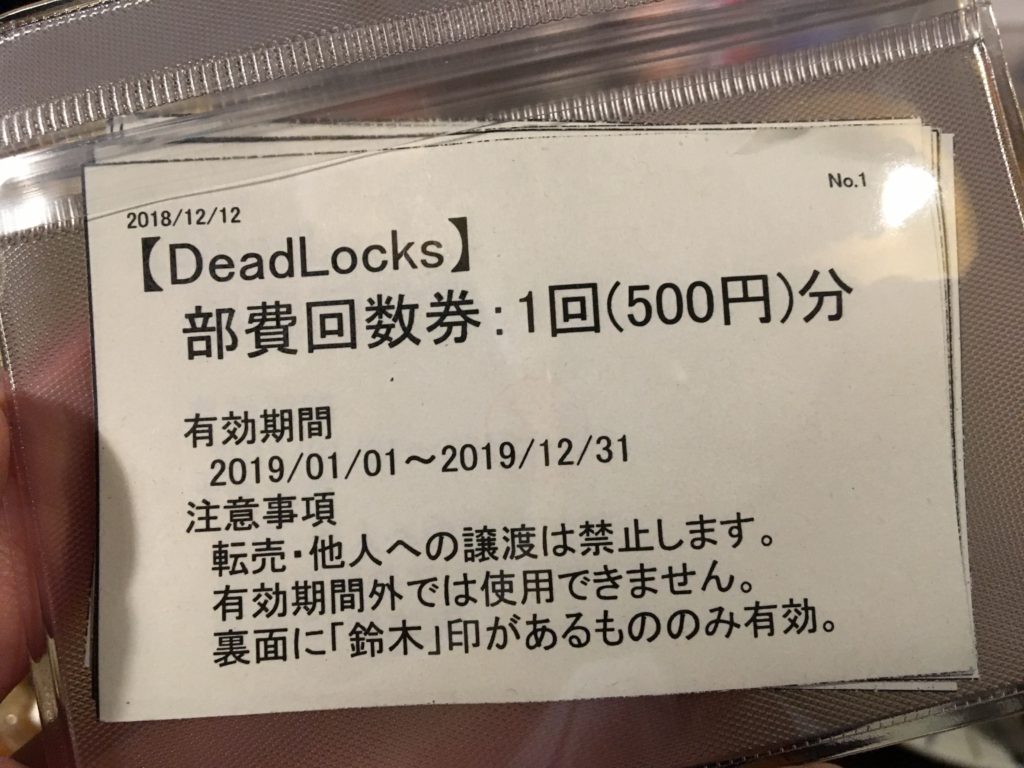 No.1
2018/12/12
【DeadLocks】
部費回数券:1回(500円)分
有効期間
2019/01/01～2019/12/31
注意事項
転売・他人への譲渡は禁止します。
有効期間外では使用できません。
裏面に「鈴木」印があるもののみ有効。